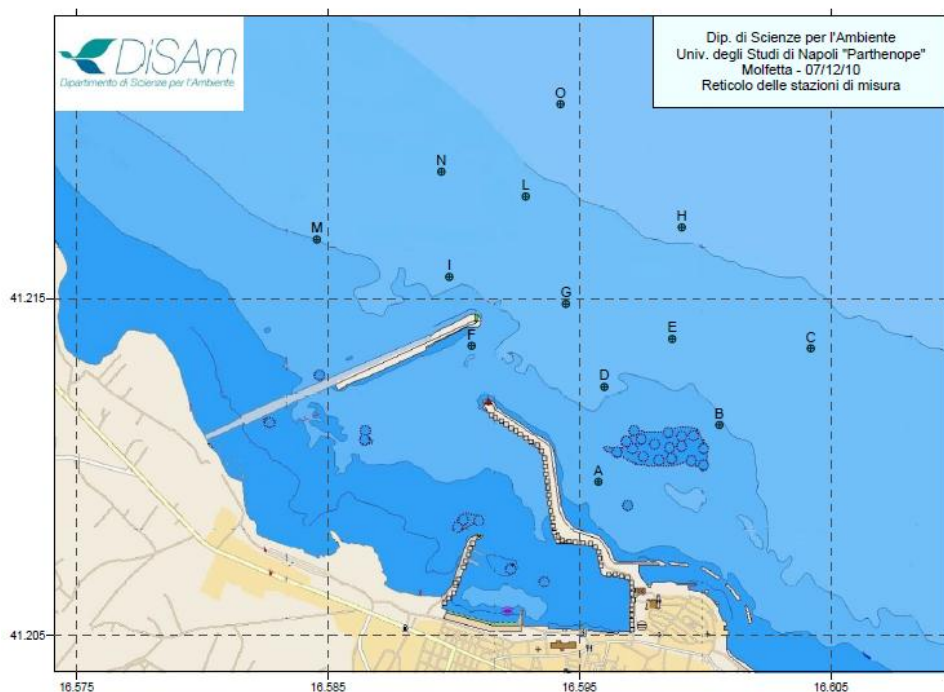 DiSAm
Dipartimento di Scienze per l'Ambiente
Dip. di Scienze per l'Ambiente
Univ. degli Studi di Napoli "Parthenope"
Molfetta - 07/12/10
Reticolo delle stazioni di misura
O
N
L
M
H
I
41.215
G
F
E
C
D
B
A
41.205
16.575
16.585
16.595
16.605